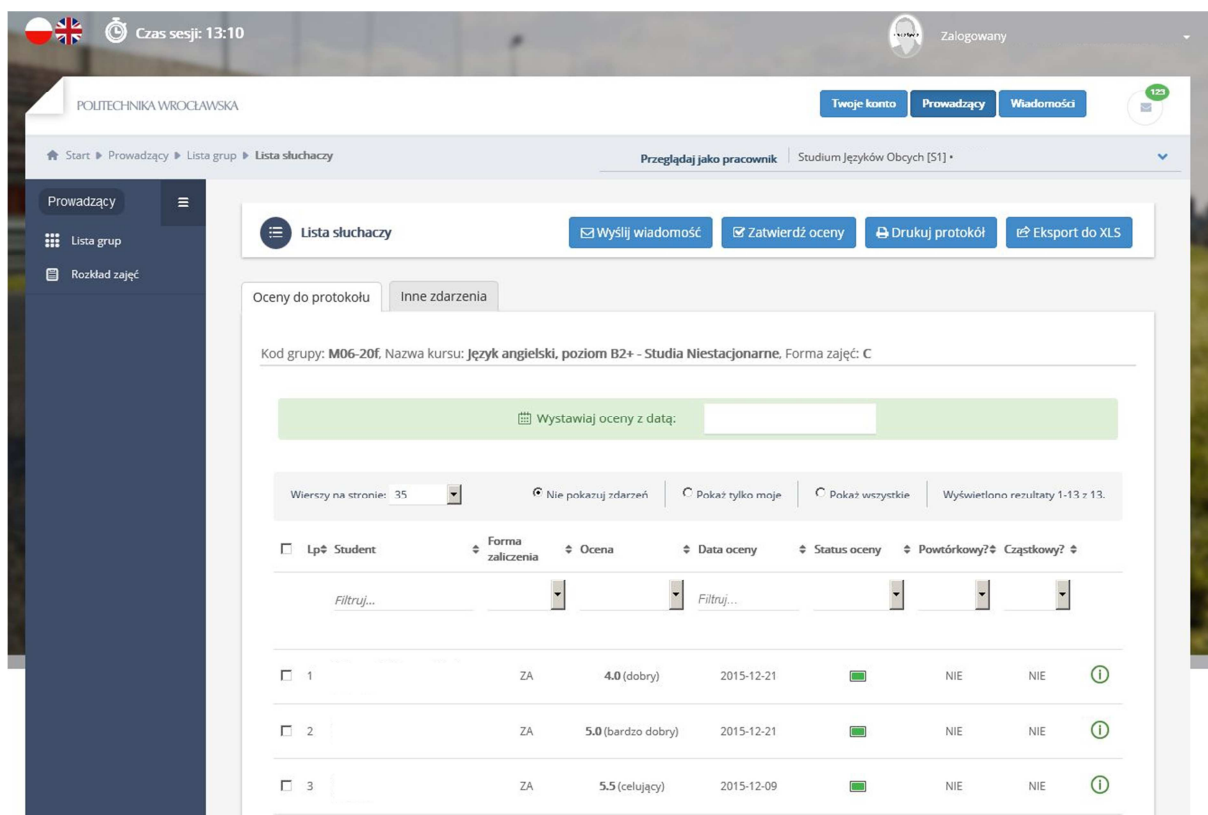 Czas sesji: 13:10
Zalogowany
POLITECHNIKA WROCŁAWSKA
Twoje konto Prowadzący Wiadomości 123
Start Prowadzący Lista grup Lista słuchaczy
Przeglądaj jako pracownik Studium Języków Obcych [S1] •
Prowadzący
Lista grup
Rozkład zajęć
Lista słuchaczy
Wyślij wiadomość Zatwierdź oceny Drukuj protokół Eksport do XLS
Oceny do protokołu Inne zdarzenia
Kod grupy: M06-20f, Nazwa kursu: Język angielski, poziom B2+ - Studia Niestacjonarne, Forma zajęć: C
Wystawiaj oceny z datą:
Wierszy na stronie: 35 Nie pokazuj zdarzeń Pokaż tylko moje Pokaż wszystkie Wyświetlono rezultaty 1-13 z 13.
Lp Student Forma zaliczenia Ocena Data oceny Status oceny Powtórkowy? Cząstkowy?
Filtruj... Filtruj...
1 ZA 4.0 (dobry) 2015-12-21 NIE NIE
2 ZA 5.0 (bardzo dobry) 2015-12-21 NIE NIE
3 ZA 5.5 (celujący) 2015-12-09 NIE NIE